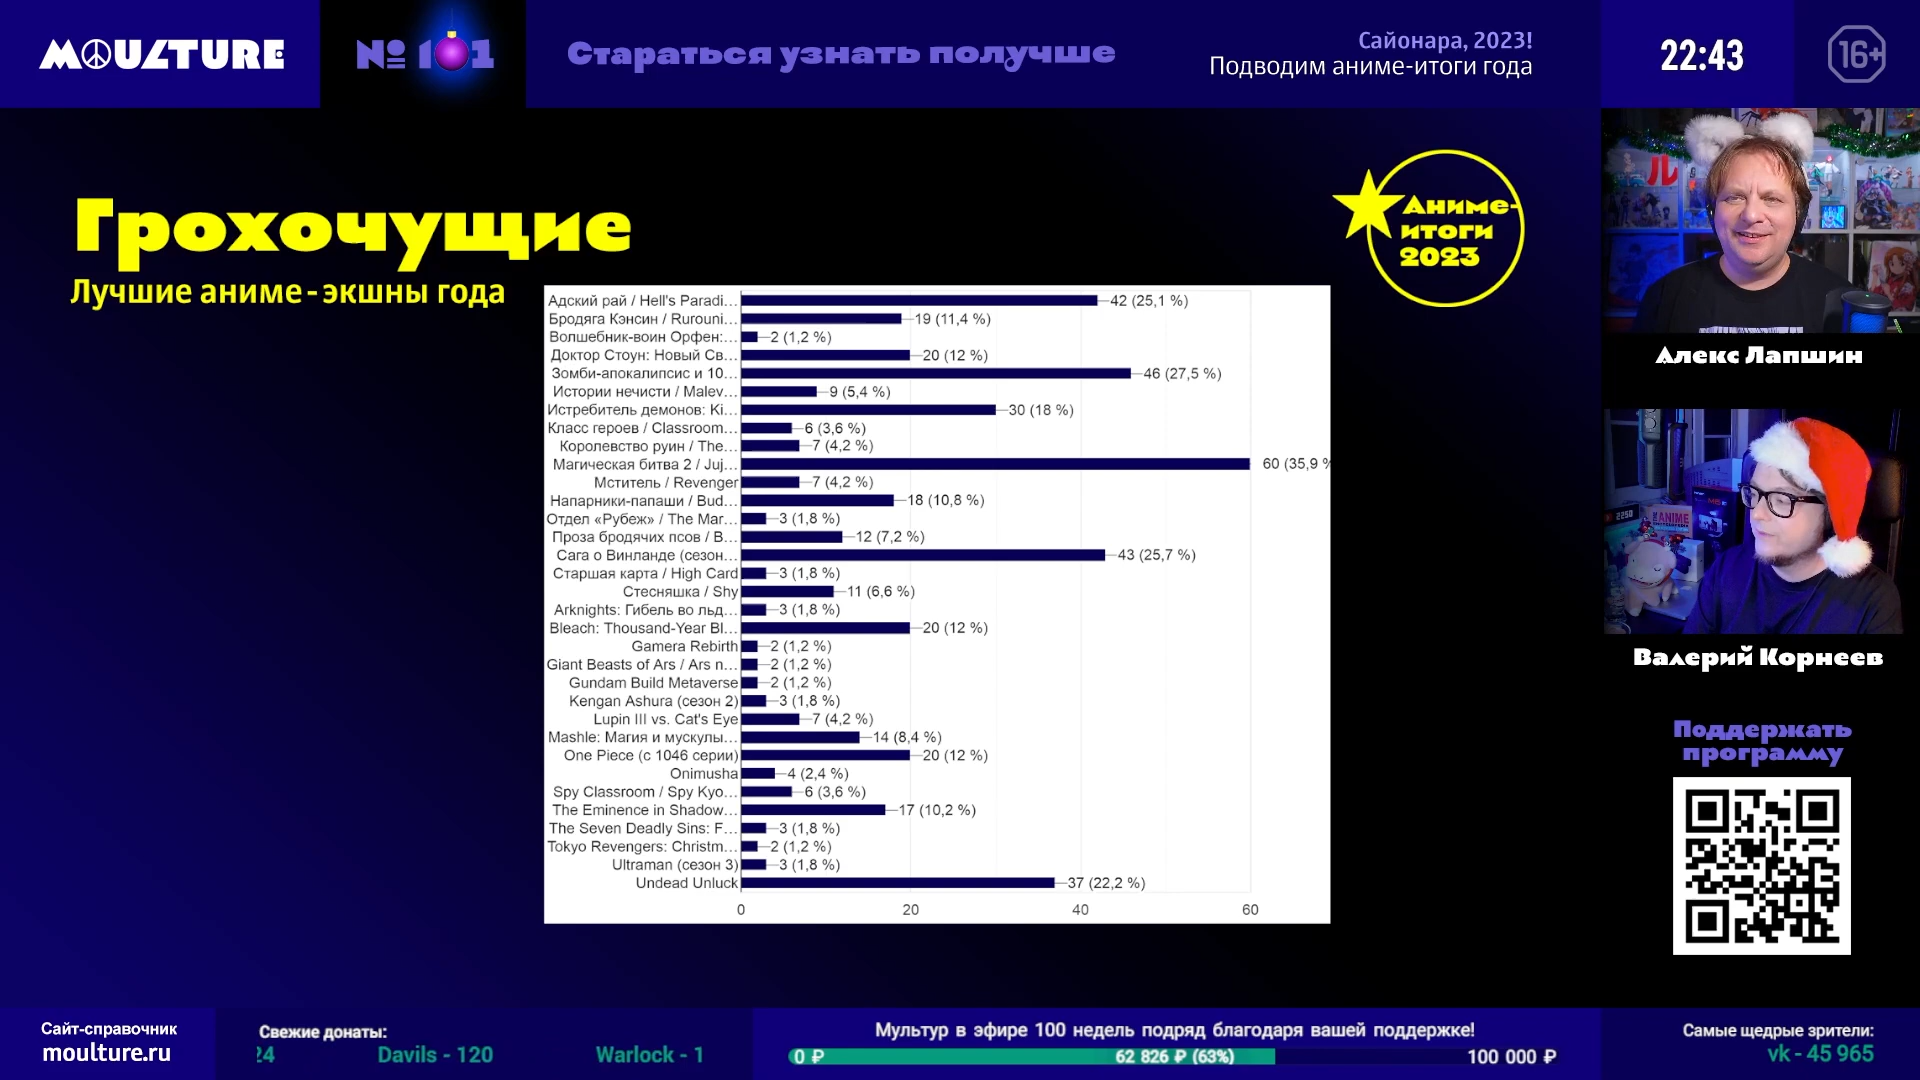 MOULTURE
№ 101
Стараться узнать получше
Сайонара, 2023!
Подводим аниме-итоги года
22:43
16+
Грохочущие
Лучшие аниме-экшны года
Аниме-
итоги
2023
Адский рай / Hell's Paradi… 42 (25,1 %)
Бродяга Кэнсин / Rurouni… 19 (11,4 %)
Волшебник-воин Орфен:… 2 (1,2 %)
Доктор Стоун: Новый Св… 20 (12 %)
Зомби-апокалипсис и 10… 46 (27,5 %)
Истории нечисти / Malev… 9 (5,4 %)
Истребитель демонов: Ki… 30 (18 %)
Класс героев / Classroom… 6 (3,6 %)
Королевство руин / The… 7 (4,2 %)
Магическая битва 2 / Juj… 60 (35,9 %
Мститель / Revenger 7 (4,2 %)
Напарники-папаши / Bud… 18 (10,8 %)
Отдел «Рубеж» / The Mar… 3 (1,8 %)
Проза бродячих псов / B… 12 (7,2 %)
Сага о Винланде (сезон… 43 (25,7 %)
Старшая карта / High Card 3 (1,8 %)
Стесняшка / Shy 11 (6,6 %)
Arknights: Гибель во льд… 3 (1,8 %)
Bleach: Thousand-Year Bl… 20 (12 %)
Gamera Rebirth 2 (1,2 %)
Giant Beasts of Ars / Ars n… 2 (1,2 %)
Gundam Build Metaverse 2 (1,2 %)
Kengan Ashura (сезон 2) 3 (1,8 %)
Lupin III vs. Cat's Eye 7 (4,2 %)
Mashle: Магия и мускулы… 14 (8,4 %)
One Piece (с 1046 серии) 20 (12 %)
Onimusha 4 (2,4 %)
Spy Classroom / Spy Kyo… 6 (3,6 %)
The Eminence in Shadow… 17 (10,2 %)
The Seven Deadly Sins: F… 3 (1,8 %)
Tokyo Revengers: Christm… 2 (1,2 %)
Ultraman (сезон 3) 3 (1,8 %)
Undead Unluck 37 (22,2 %)
0 20 40 60
Алекс Лапшин
Валерий Корнеев
Поддержать
программу
Сайт-справочник
moulture.ru
Свежие донаты:
24 Davils - 120 Warlock - 1
Мультур в эфире 100 недель подряд благодаря вашей поддержке!
0 ₽ 62 826 ₽ (63%) 100 000 ₽
Самые щедрые зрители:
vk - 45 965